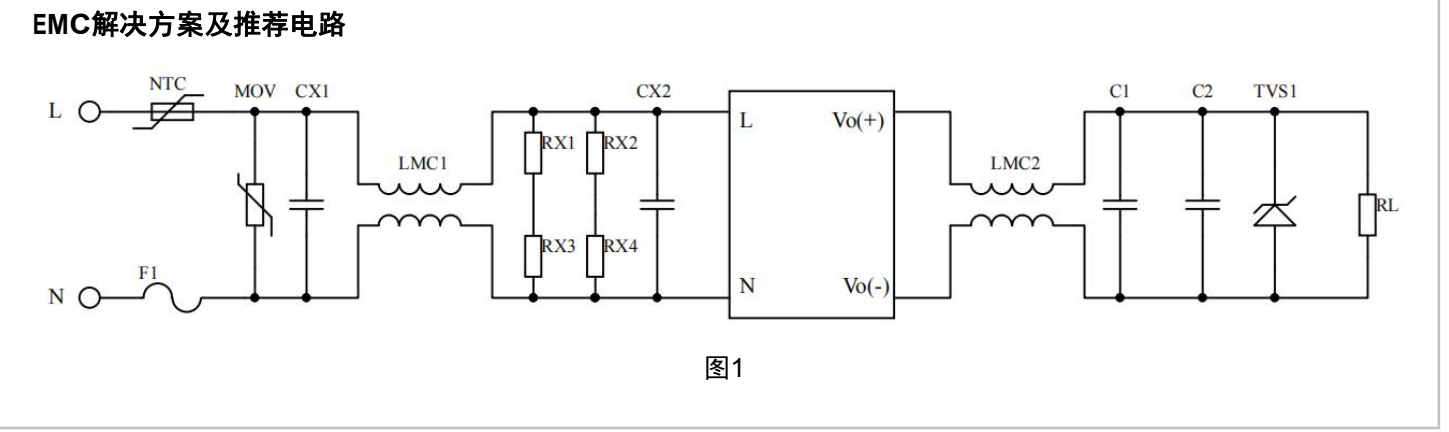 EMC解决方案及推荐电路
NTC
MOV
CX1
CX2
C1
C2
TVS1
L
L
Vo(+)
RX1
RX2
LMC1
LMC2
RL
RX3
RX4
F1
N
N
Vo(-)
图1